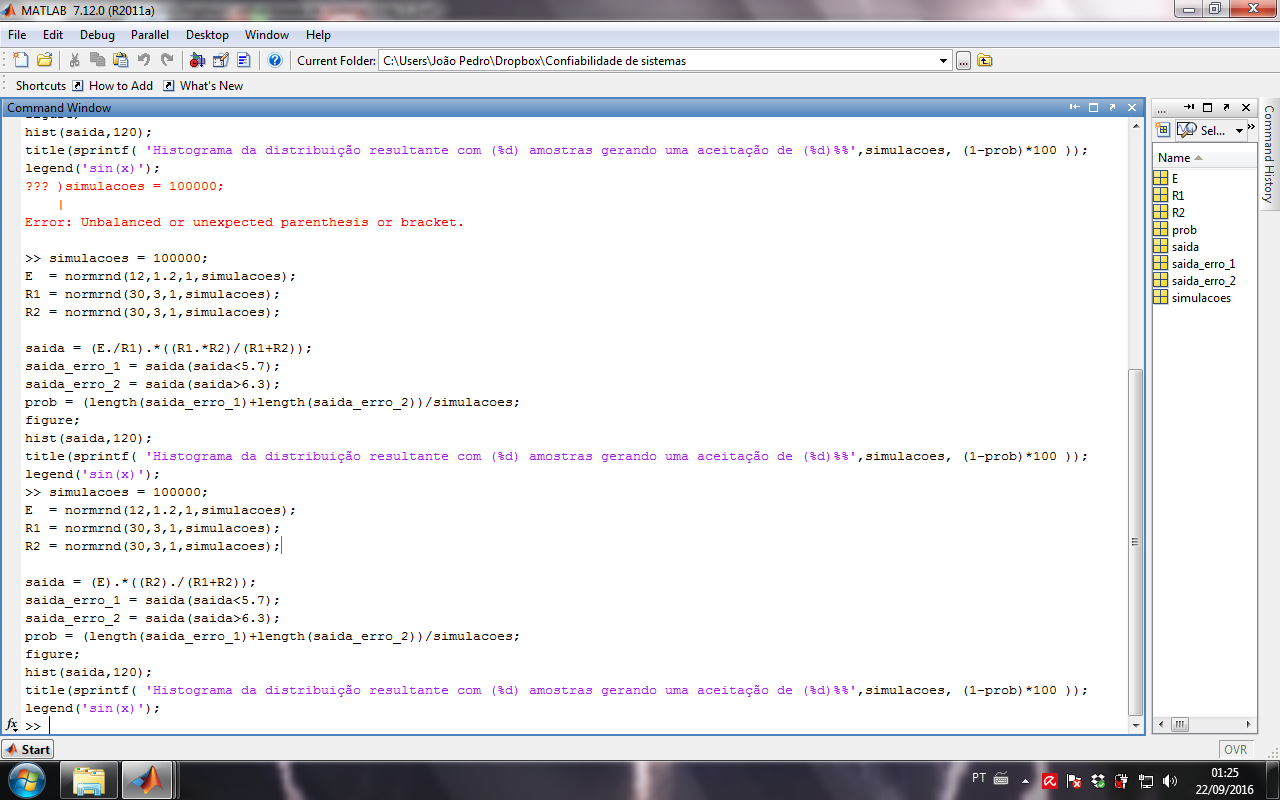 MATLAB 7.12.0 (R2011a)
File Edit Debug Parallel Desktop Window Help
Current Folder: C:\Users\João Pedro\Dropbox\Confiabilidade de sistemas ...
Shortcuts How to Add What's New
Command Window
hist(saida,120);
title(sprintf( 'Histograma da distribuição resultante com (%d) amostras gerando uma aceitação de (%d)%%',simulacoes, (1-prob)*100 ));
legend('sin(x)');
??? )simulacoes = 100000;
|
Error: Unbalanced or unexpected parenthesis or bracket.
>> simulacoes = 100000;
E  = normrnd(12,1.2,1,simulacoes);
R1 = normrnd(30,3,1,simulacoes);
R2 = normrnd(30,3,1,simulacoes);
saida = (E./R1).*((R1.*R2)/(R1+R2));
saida_erro_1 = saida(saida<5.7);
saida_erro_2 = saida(saida>6.3);
prob = (length(saida_erro_1)+length(saida_erro_2))/simulacoes;
figure;
hist(saida,120);
title(sprintf( 'Histograma da distribuição resultante com (%d) amostras gerando uma aceitação de (%d)%%',simulacoes, (1-prob)*100 ));
legend('sin(x)');
>> simulacoes = 100000;
E  = normrnd(12,1.2,1,simulacoes);
R1 = normrnd(30,3,1,simulacoes);
R2 = normrnd(30,3,1,simulacoes);
saida = (E).*((R2)./(R1+R2));
saida_erro_1 = saida(saida<5.7);
saida_erro_2 = saida(saida>6.3);
prob = (length(saida_erro_1)+length(saida_erro_2))/simulacoes;
figure;
hist(saida,120);
title(sprintf( 'Histograma da distribuição resultante com (%d) amostras gerando uma aceitação de (%d)%%',simulacoes, (1-prob)*100 ));
legend('sin(x)');
fx >>
...
Sel...
Name
E
R1
R2
prob
saida
saida_erro_1
saida_erro_2
simulacoes
Command History
Start
OVR
PT
01:25
22/09/2016